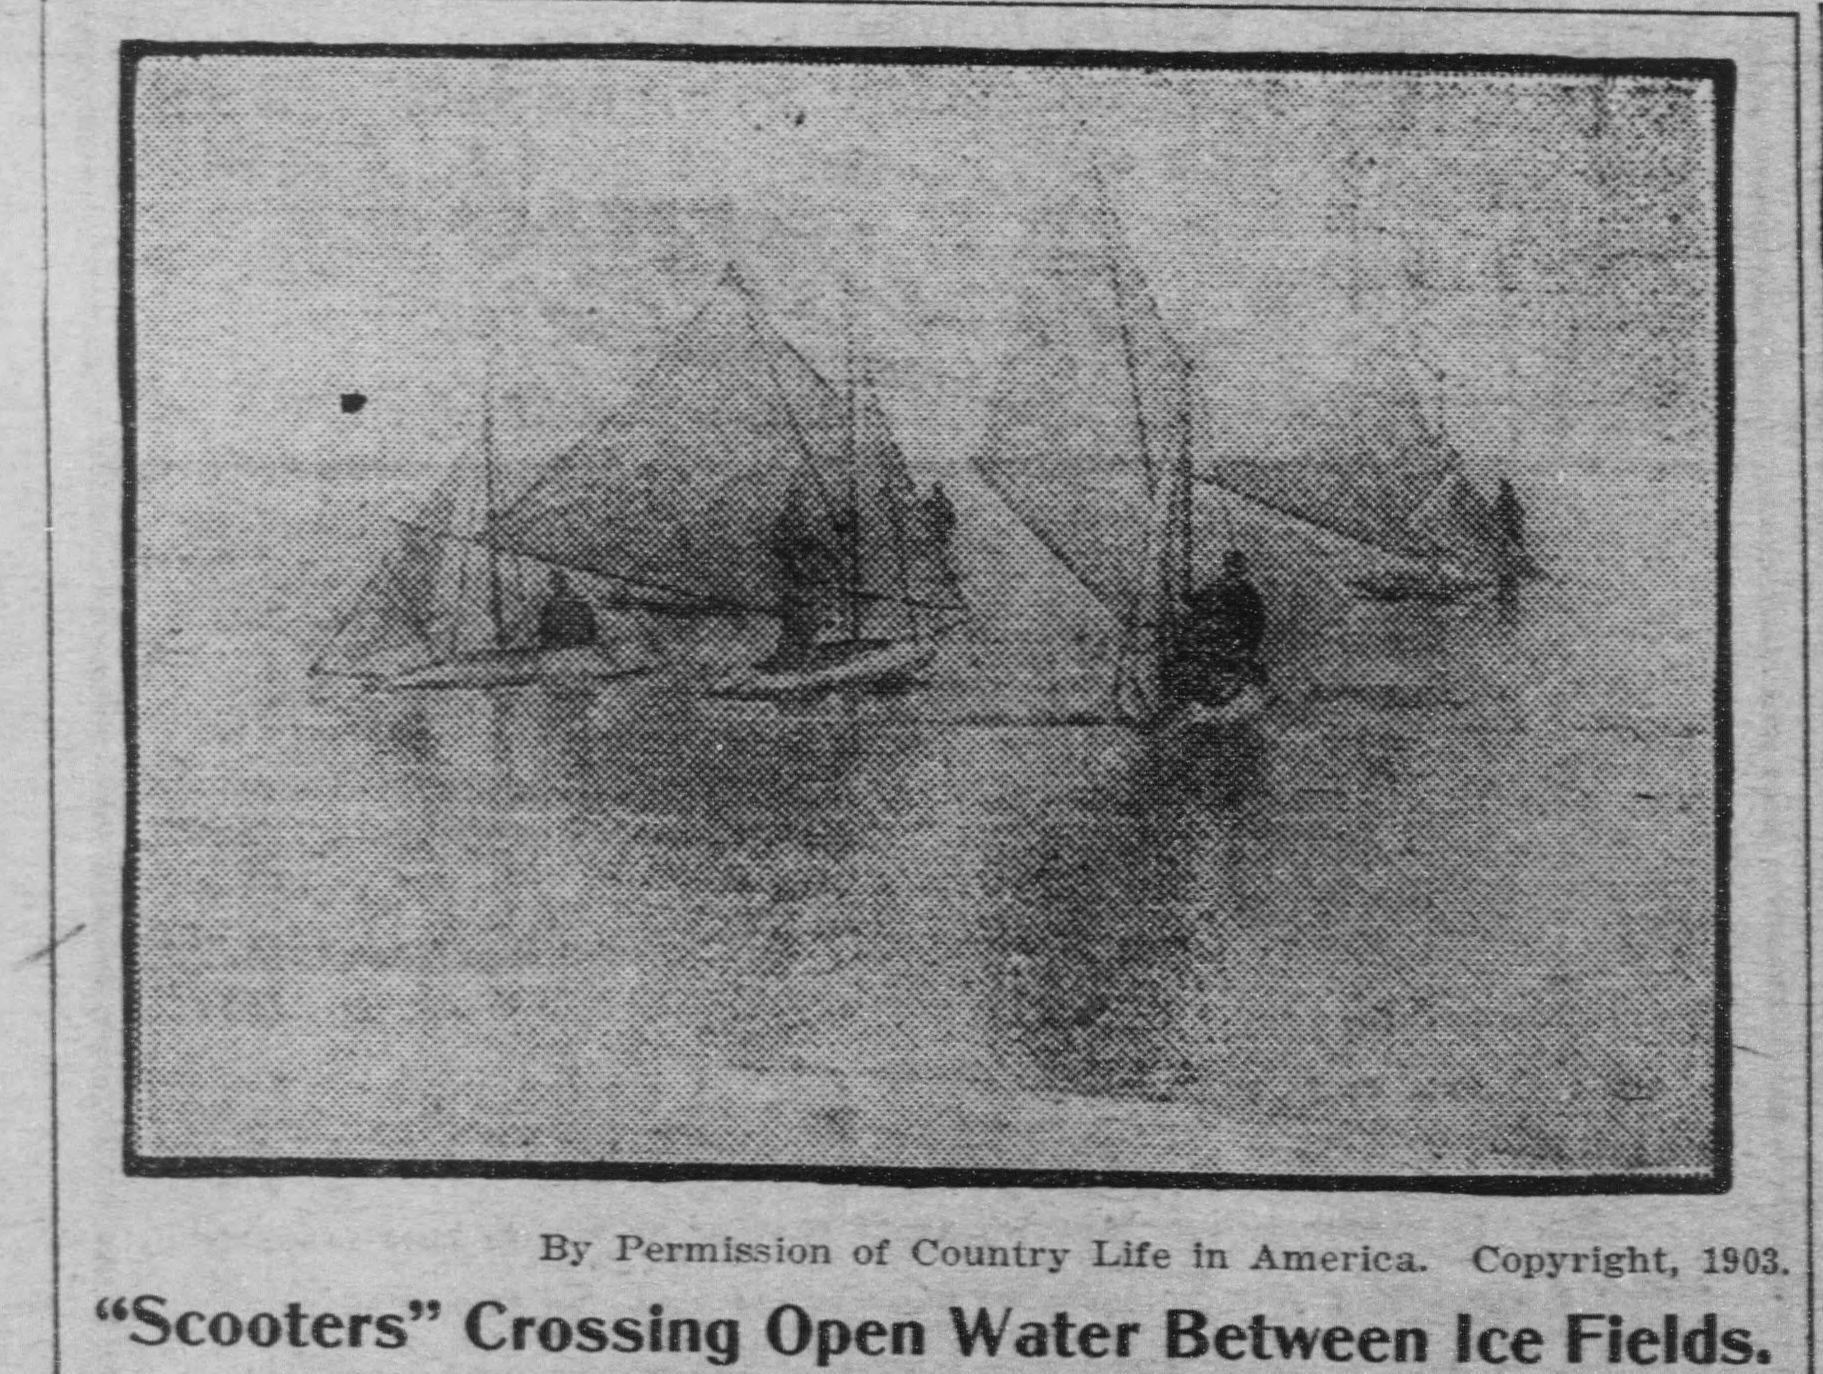 By Permission of Country Life in America. Copyright, 1903.
“Scooters” Crossing Open Water Between Ice Fields.